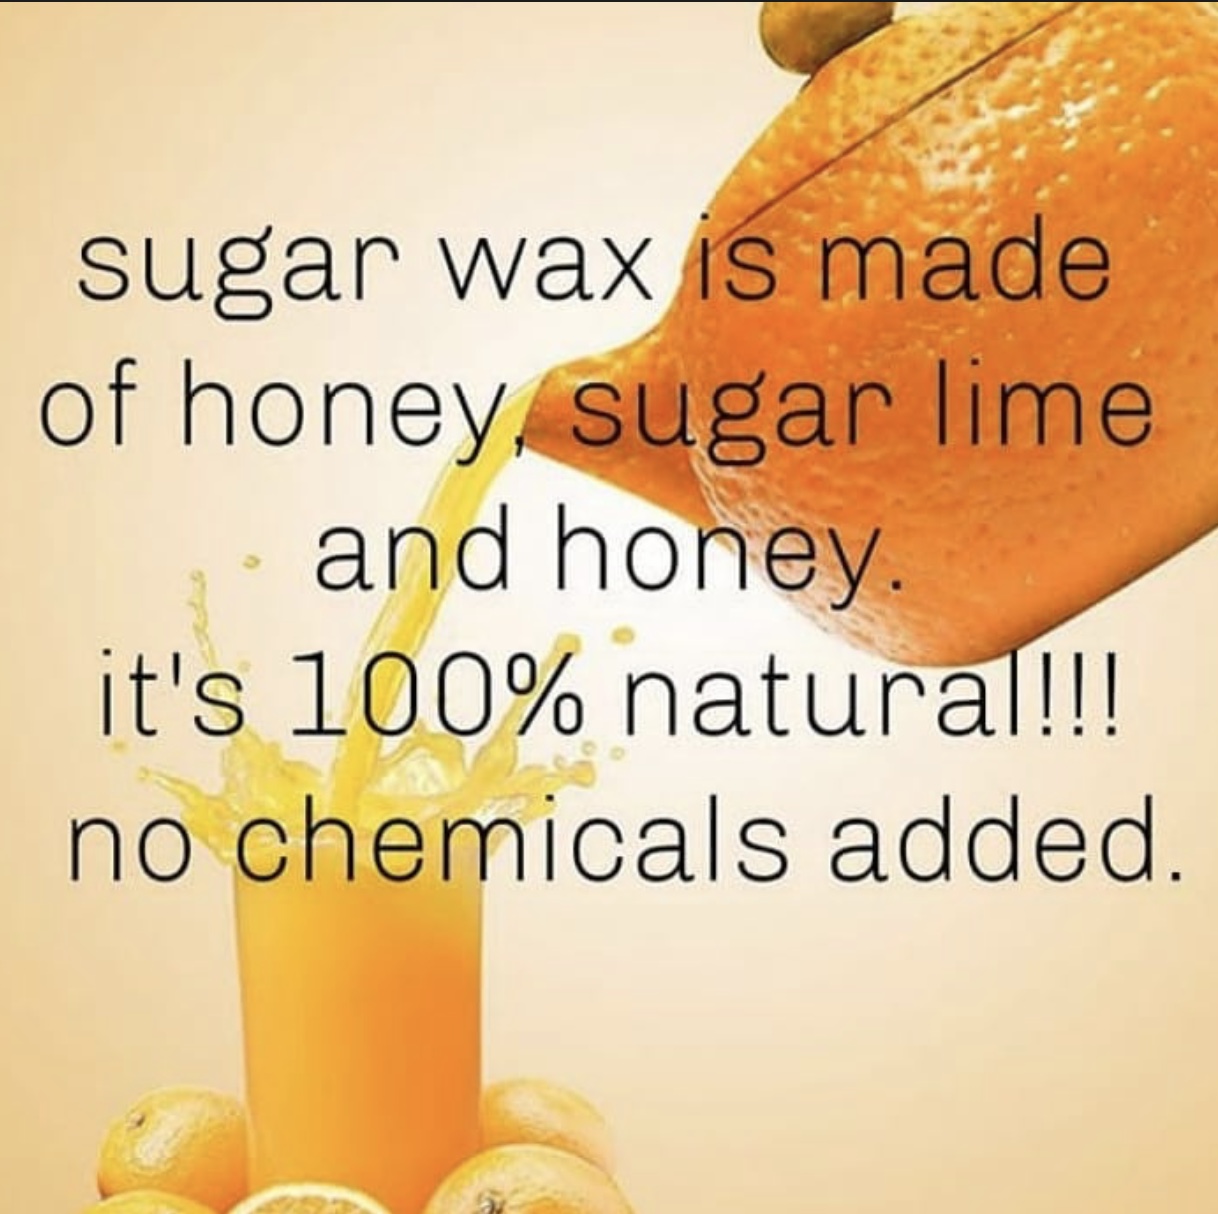 sugar wax is made
of honey, sugar lime
and honey.
it's 100% natural!!!
no chemicals added.